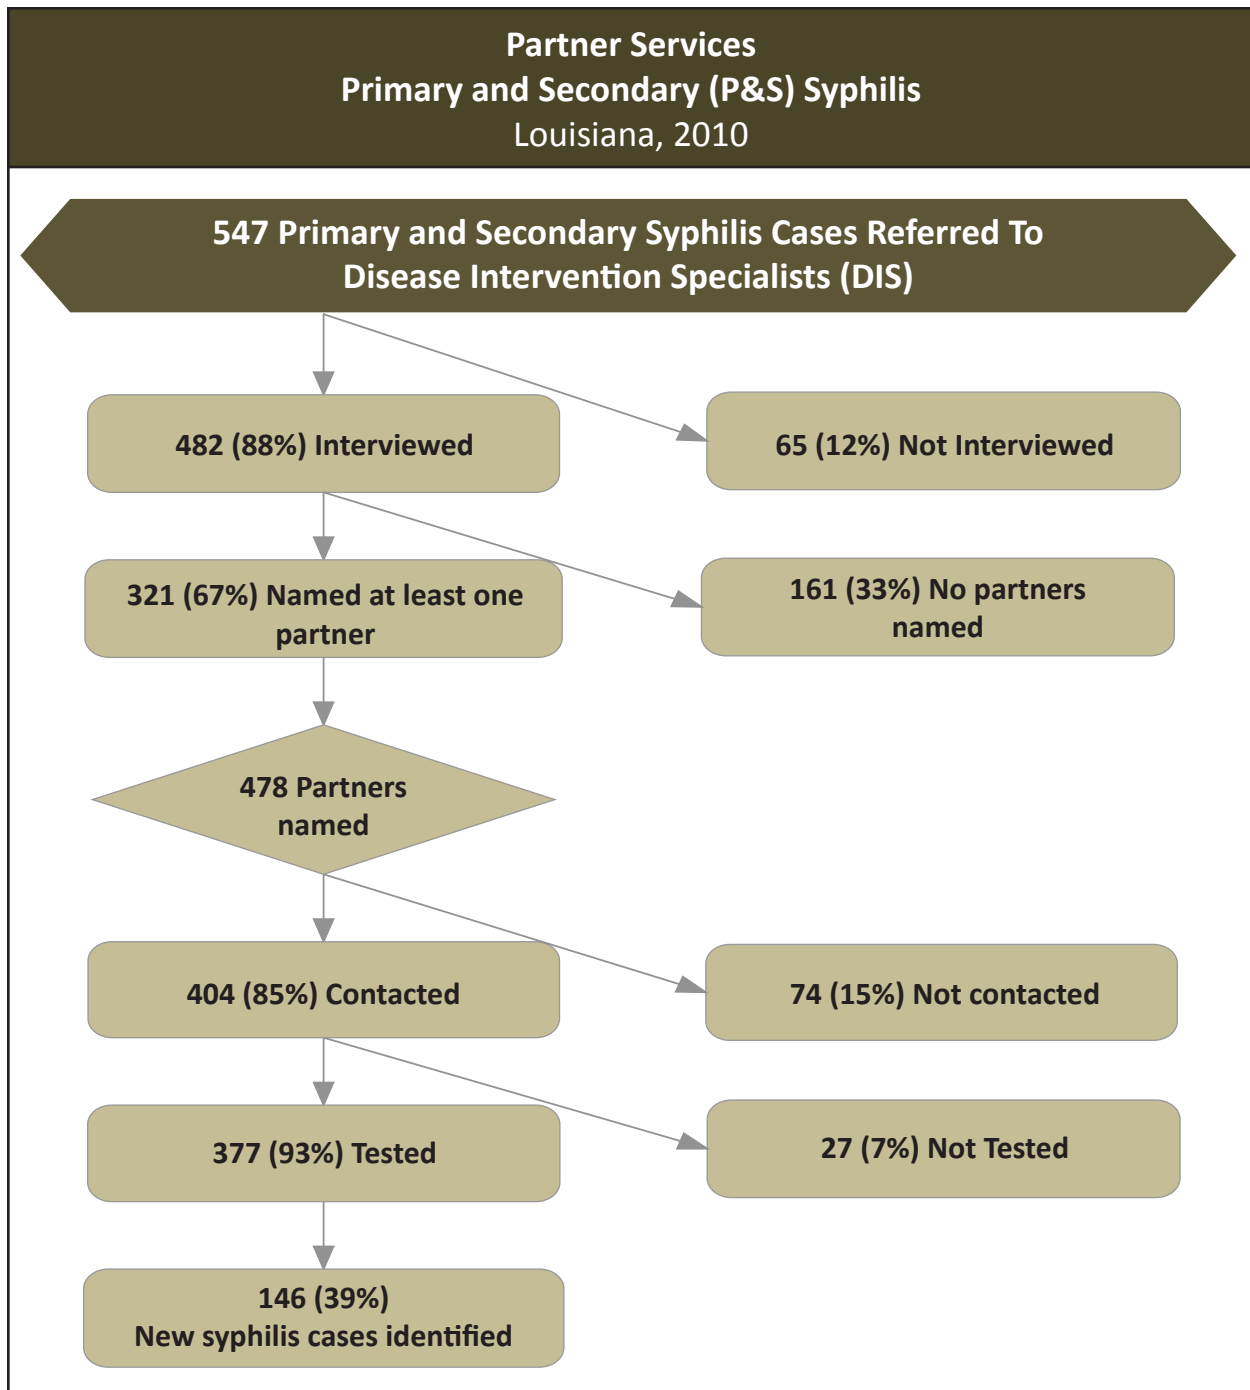 Partner Services
Primary and Secondary (P&S) Syphilis
Louisiana, 2010
547 Primary and Secondary Syphilis Cases Referred To
Disease Intervention Specialists (DIS)
482 (88%) Interviewed
65 (12%) Not Interviewed
321 (67%) Named at least one
partner
161 (33%) No partners
named
478 Partners
named
404 (85%) Contacted
74 (15%) Not contacted
377 (93%) Tested
27 (7%) Not Tested
146 (39%)
New syphilis cases identified